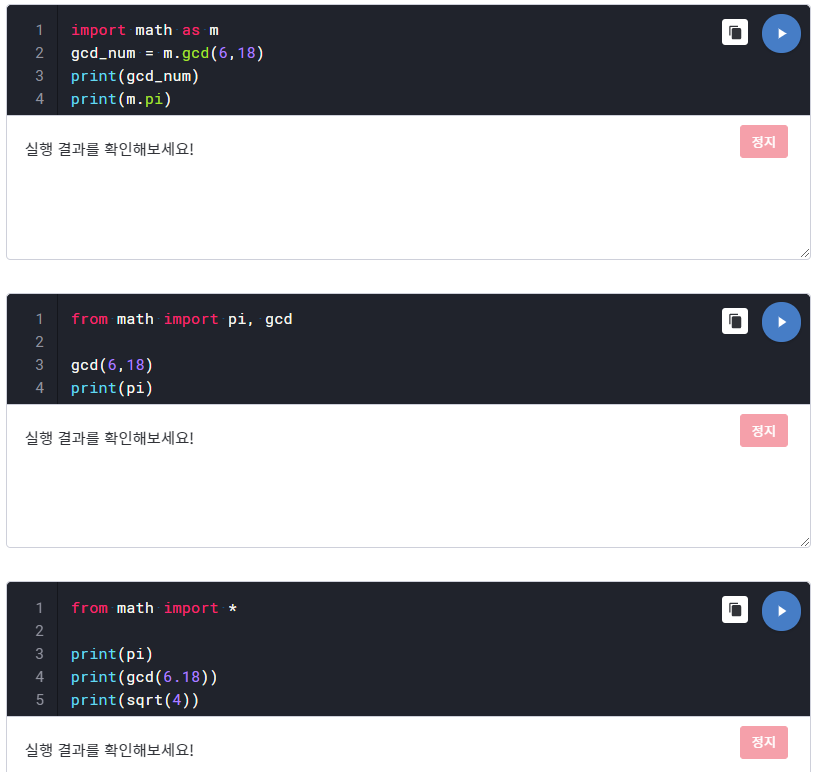 1 import math as m
2 gcd_num = m.gcd(6,18)
3 print(gcd_num)
4 print(m.pi)
정지
실행 결과를 확인해보세요!
1 from math import pi, gcd
2
3 gcd(6,18)
4 print(pi)
정지
실행 결과를 확인해보세요!
1 from math import *
2
3 print(pi)
4 print(gcd(6.18))
5 print(sqrt(4))
정지
실행 결과를 확인해보세요!